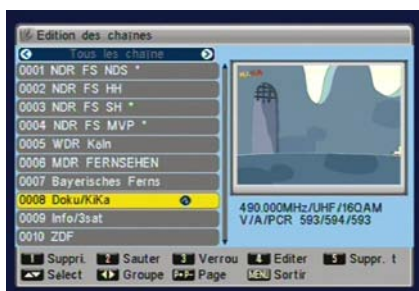 Edition des chaînes
Tous les chaîne
0001 NDR FS NDS *
0002 NDR FS HH
0003 NDR FS SH *
0004 NDR FS MVP *
0005 WDR Köln
0006 MDR FERNSEHEN
0007 Bayerisches Ferns
0008 Doku/KiKa
0009 Info/3sat
0010 ZDF
490.000MHz/UHF/16QAM
V/A/PCR 593/594/593
1 Suppri. 2 Sauter 3 Verrou 4 Editer 5 Suppr. t
Sélect Groupe Page MENU Sortir